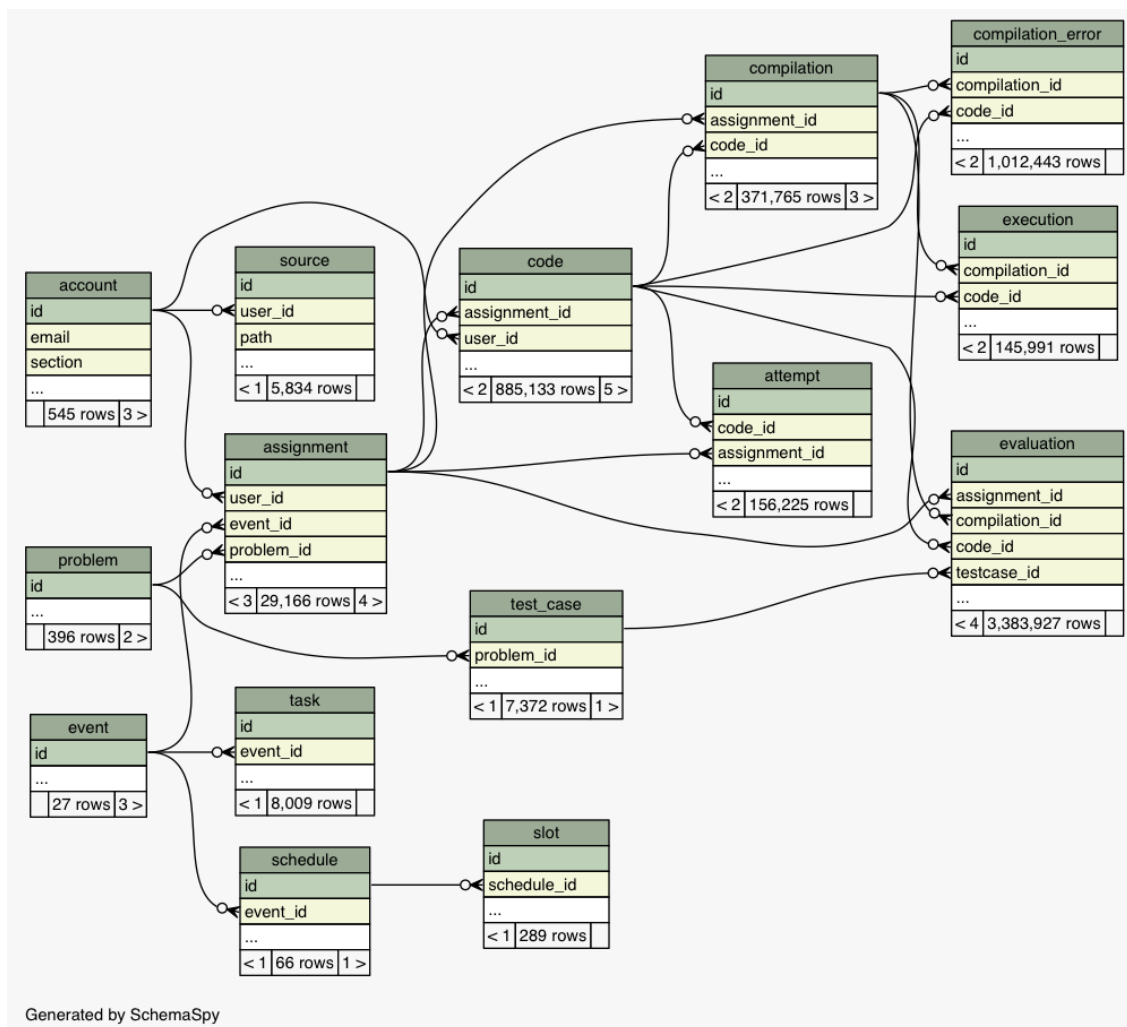 compilation_error
id
compilation_id
code_id
...
< 2 1,012,443 rows
compilation
id
assignment_id
code_id
...
< 2 371,765 rows 3 >
execution
id
compilation_id
code_id
...
< 2 145,991 rows
source
id
user_id
path
...
< 1 5,834 rows
code
id
assignment_id
user_id
...
< 2 885,133 rows 5 >
account
id
email
section
...
545 rows 3 >
attempt
id
code_id
assignment_id
...
< 2 156,225 rows
assignment
id
user_id
event_id
problem_id
...
< 3 29,166 rows 4 >
evaluation
id
assignment_id
compilation_id
code_id
testcase_id
...
< 4 3,383,927 rows
problem
id
...
396 rows 2 >
test_case
id
problem_id
...
< 1 7,372 rows 1 >
task
id
event_id
...
< 1 8,009 rows
event
id
...
27 rows 3 >
slot
id
schedule_id
...
< 1 289 rows
schedule
id
event_id
...
< 1 66 rows 1 >
Generated by SchemaSpy